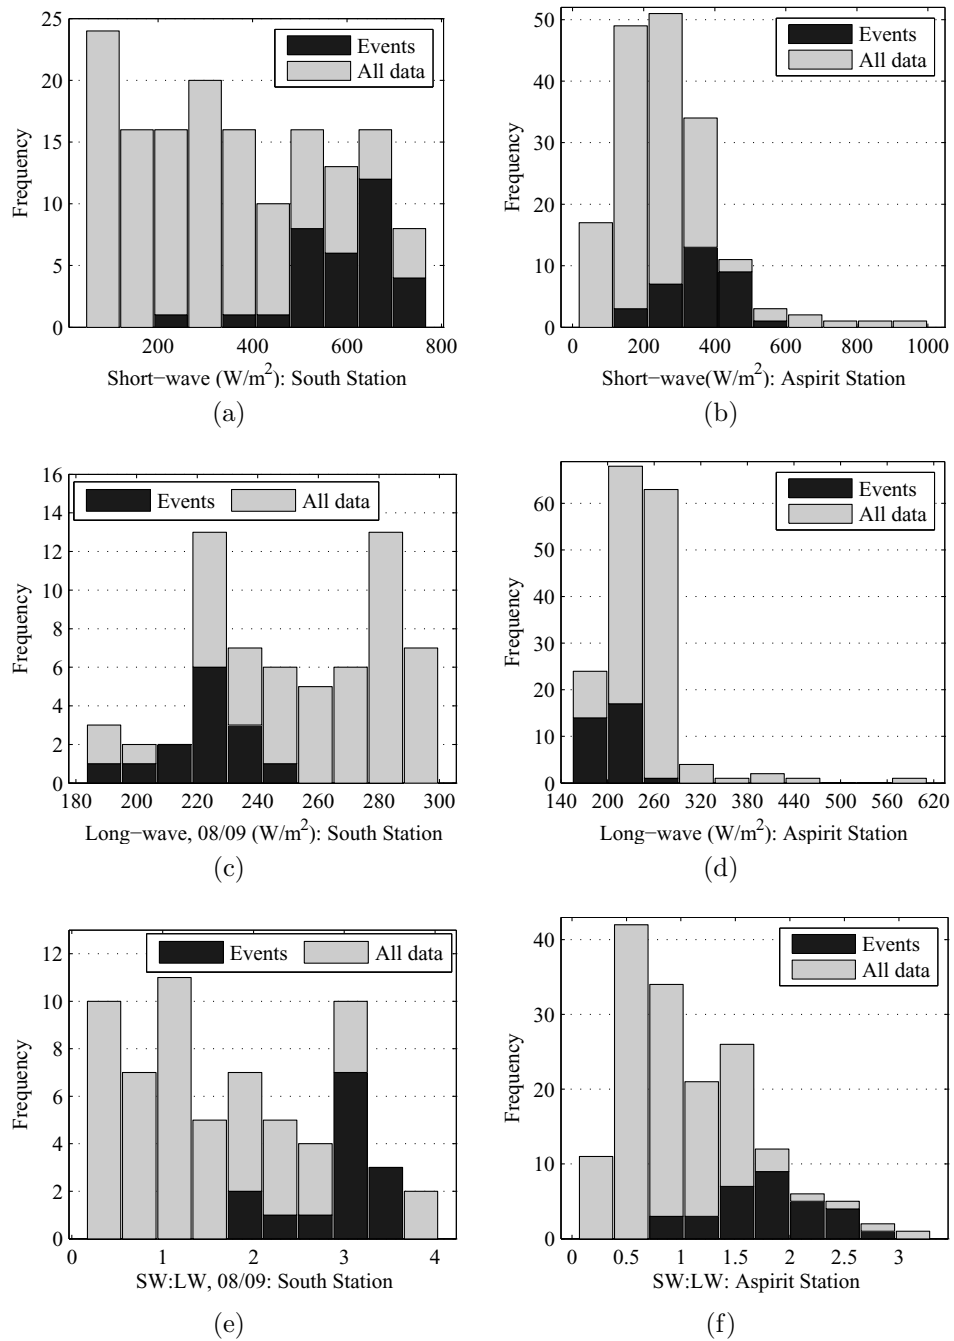 25
20
15
10
5
0
Frequency
Events
All data
200
400
600
800
Short−wave (W/m²): South Station
(a)
50
40
30
20
10
0
Frequency
Events
All data
0
200
400
600
800
1000
Short−wave(W/m²): Aspirit Station
(b)
16
14
12
10
8
6
4
2
0
Frequency
Events
All data
180
200
220
240
260
280
300
Long−wave, 08/09 (W/m²): South Station
(c)
60
50
40
30
20
10
0
Frequency
Events
All data
140
200
260
320
380
440
500
560
620
Long−wave (W/m²): Aspirit Station
(d)
12
10
8
6
4
2
0
Frequency
Events
All data
0
1
2
3
4
SW:LW, 08/09: South Station
(e)
40
30
20
10
0
Frequency
Events
All data
0
0.5
1
1.5
2
2.5
3
SW:LW: Aspirit Station
(f)